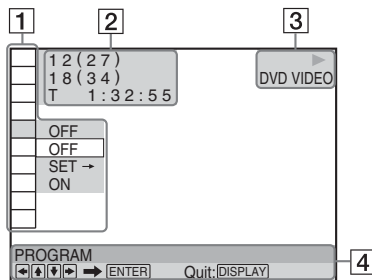 1 2 3
12(27)
18(34)
T 1:32:55
DVD VIDEO
OFF
OFF
SET →
ON
PROGRAM
ENTER Quit: DISPLAY
4